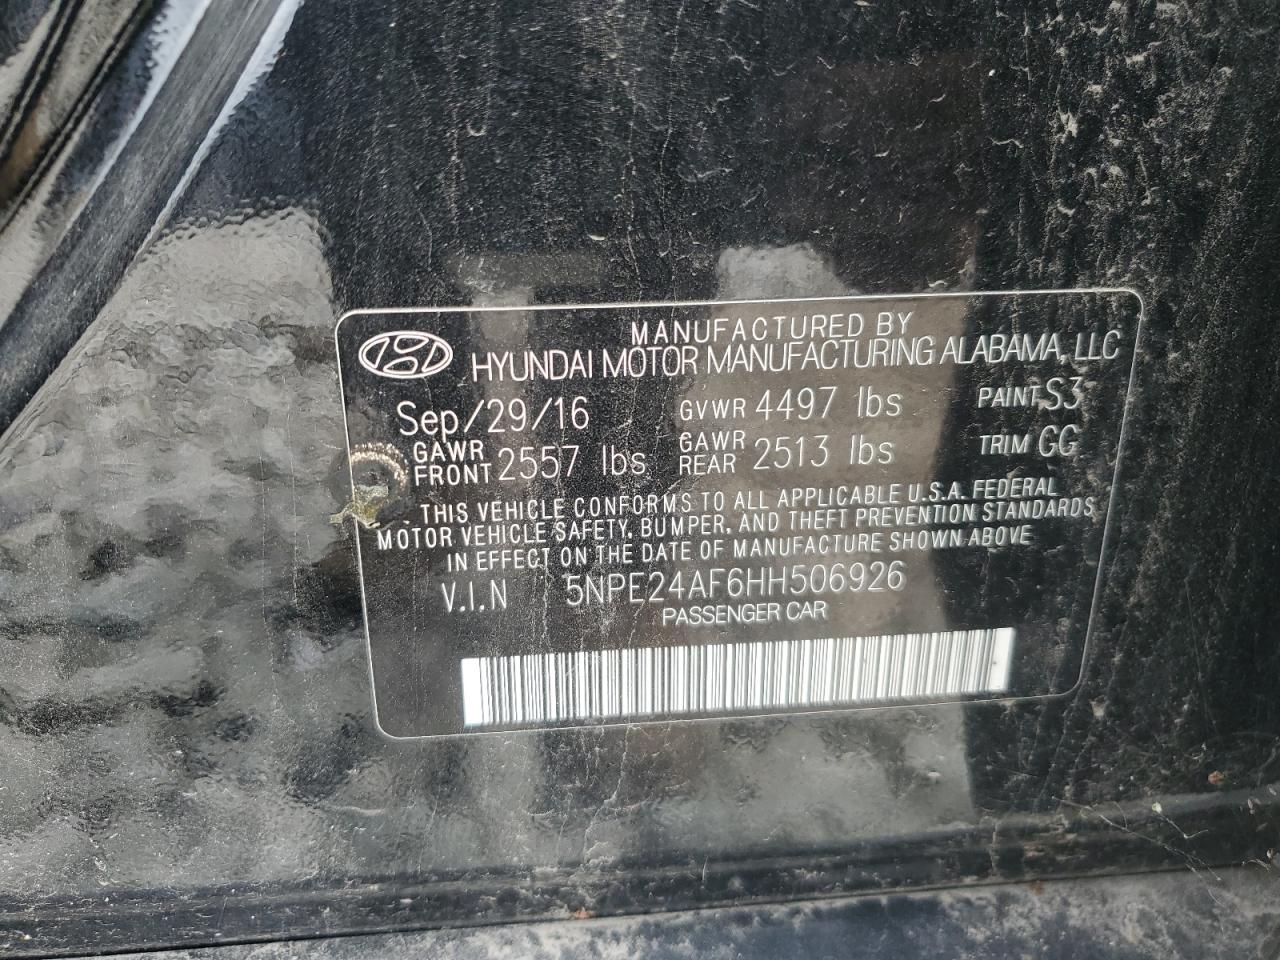 MANUFACTURED BY
HYUNDAI MOTOR MANUFACTURING ALABAMA, LLC
Sep/29/16 GVWR 4497 lbs PAINT S3
GAWR FRONT 2557 lbs GAWR REAR 2513 lbs TRIM GG
THIS VEHICLE CONFORMS TO ALL APPLICABLE U.S.A. FEDERAL
MOTOR VEHICLE SAFETY, BUMPER, AND THEFT PREVENTION STANDARDS
IN EFFECT ON THE DATE OF MANUFACTURE SHOWN ABOVE
V.I.N 5NPE24AF6HH506926
PASSENGER CAR